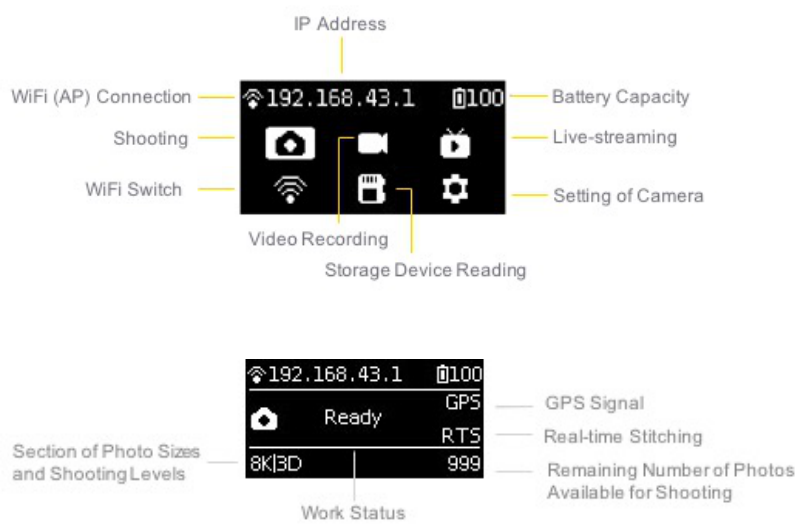 IP Address
WiFi (AP) Connection
192.168.43.1
100
Battery Capacity
Shooting
Live-streaming
WiFi Switch
Setting of Camera
Video Recording
Storage Device Reading
192.168.43.1
100
GPS
GPS Signal
Ready
RTS
Real-time Stitching
Section of Photo Sizes
and Shooting Levels
8K|3D
999
Remaining Number of Photos
Available for Shooting
Work Status